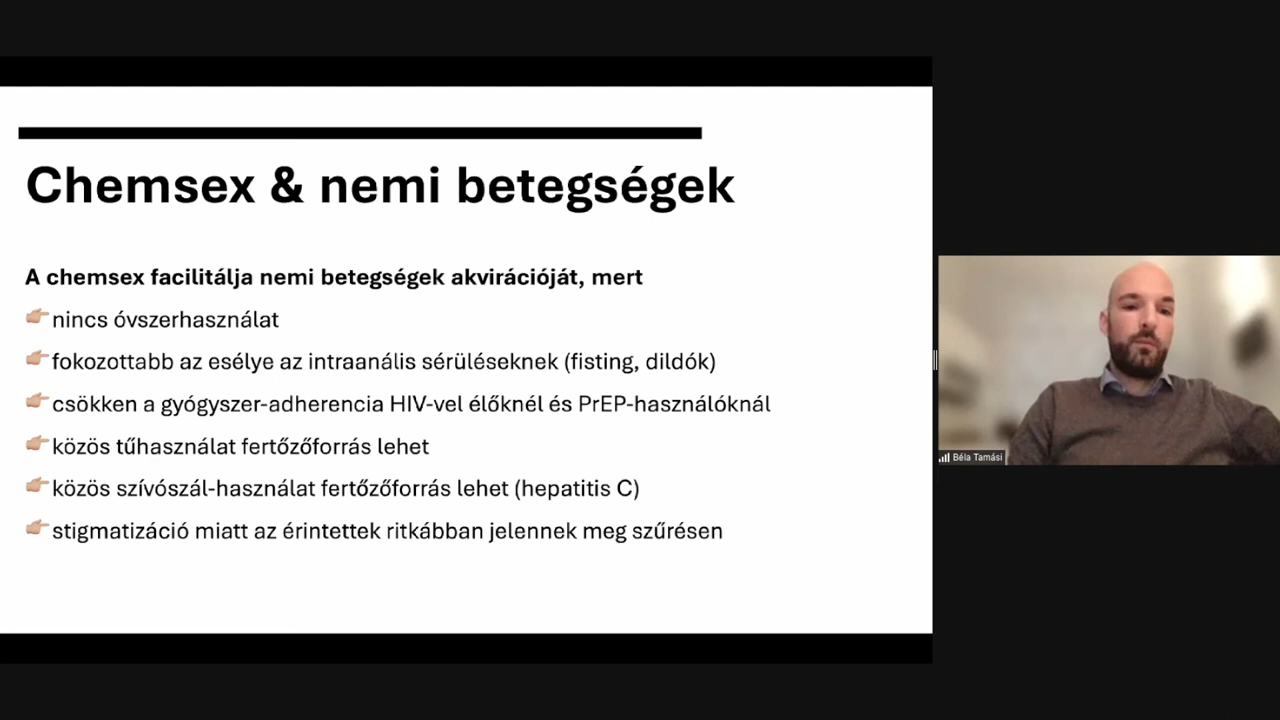 Chemsex & nemi betegségek
A chemsex facilitálja nemi betegségek akvirációját, mert
nincs óvszerhasználat
fokozottabb az esélye az intraanális sérüléseknek (fisting, dildók)
csökken a gyógyszer-adherencia HIV-vel élőknél és PrEP-használóknál
közös tűhasználat fertőzőforrás lehet
közös szívószál-használat fertőzőforrás lehet (hepatitis C)
stigmatizáció miatt az érintettek ritkábban jelennek meg szűrésen
Béla Tamási